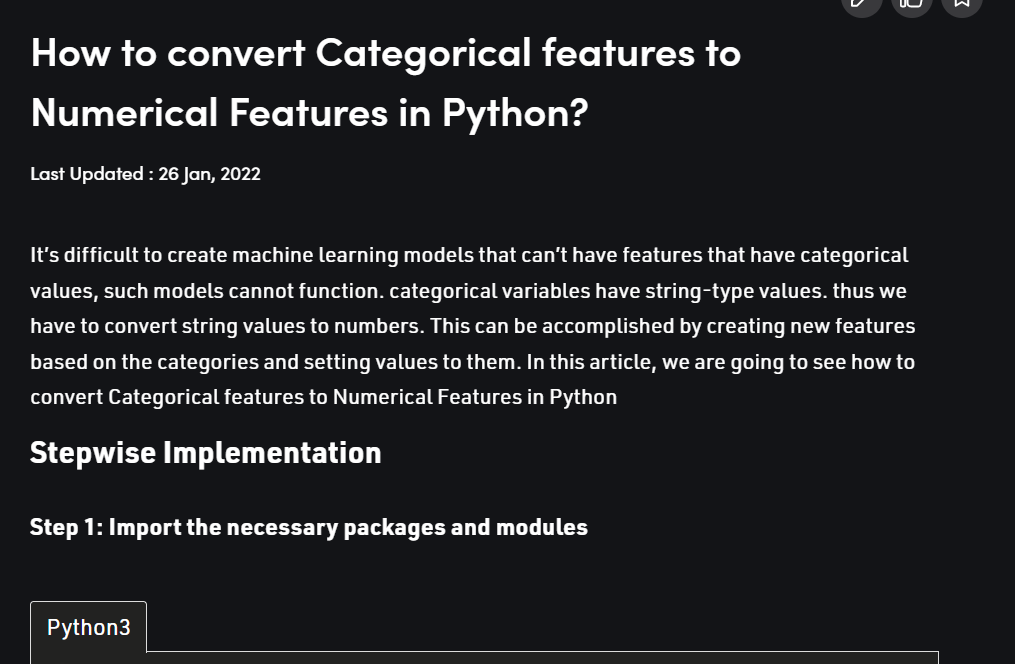 How to convert Categorical features to
Numerical Features in Python?
Last Updated : 26 Jan, 2022
It’s difficult to create machine learning models that can’t have features that have categorical
values, such models cannot function. categorical variables have string-type values. thus we
have to convert string values to numbers. This can be accomplished by creating new features
based on the categories and setting values to them. In this article, we are going to see how to
convert Categorical features to Numerical Features in Python
Stepwise Implementation
Step 1: Import the necessary packages and modules
Python3